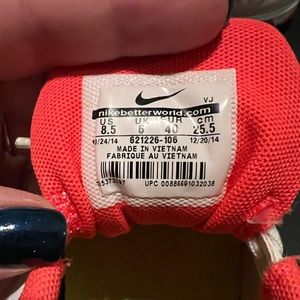 VJ
nikebetterworld.com
US UK EUR cm
8.5 6 40 25.5
10/24/14 621226-106 12/20/14
MADE IN VIETNAM
FABRIQUE AU VIETNAM
UPC 00886691032038